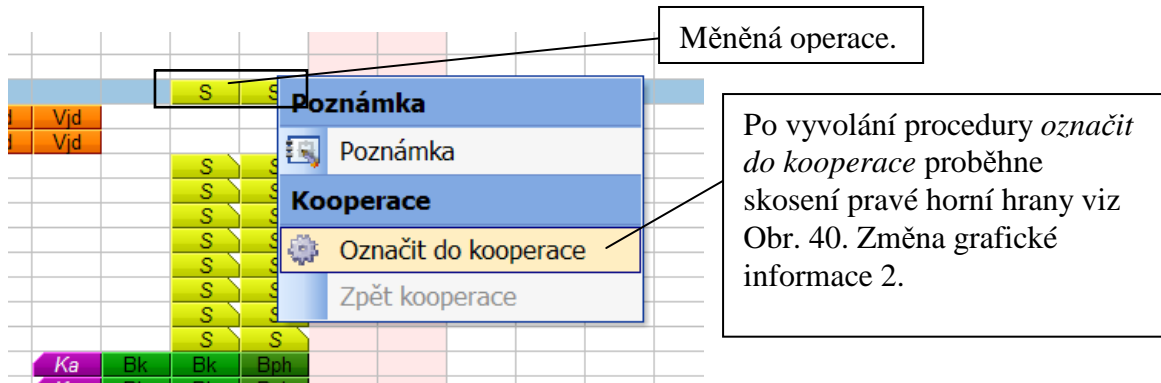 Měněná operace.
S S
Poznámka
Vjd
Vjd
Poznámka
S S
Kooperace
S S
S S
S S
Označit do kooperace
S S
S S
Zpět kooperace
S S
S S
Ka Bk Bk Bph
Po vyvolání procedury označit
do kooperace proběhne
skosení pravé horní hrany viz
Obr. 40. Změna grafické
informace 2.